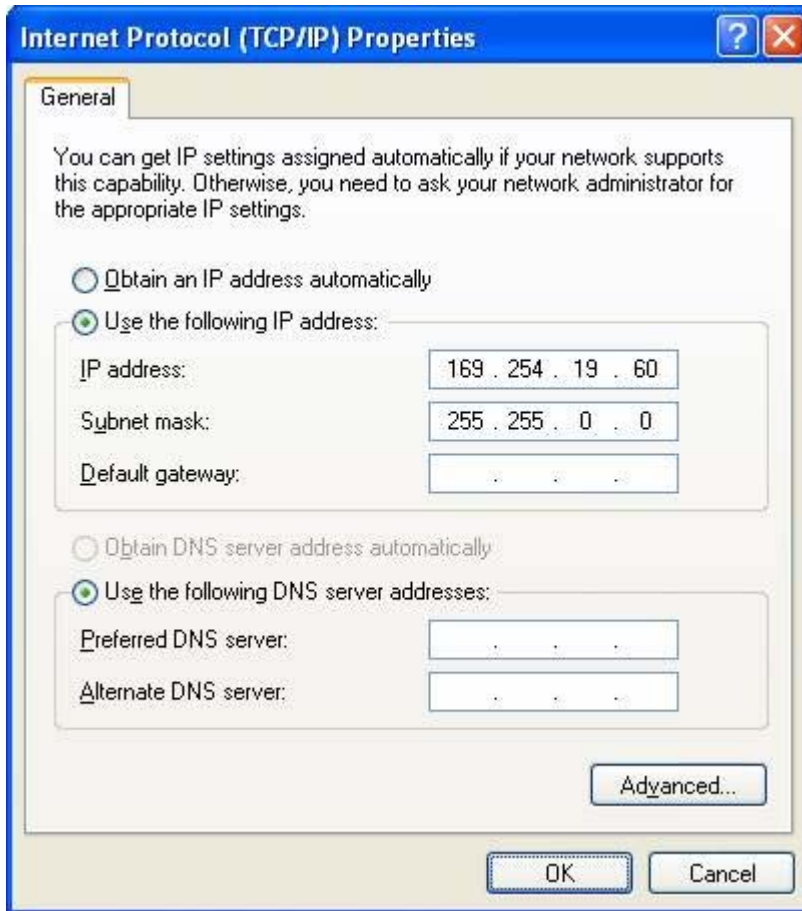 Internet Protocol (TCP/IP) Properties
General
You can get IP settings assigned automatically if your network supports
this capability. Otherwise, you need to ask your network administrator for
the appropriate IP settings.
Obtain an IP address automatically
Use the following IP address:
IP address: 169 . 254 . 19 . 60
Subnet mask: 255 . 255 . 0 . 0
Default gateway: . . .
Obtain DNS server address automatically
Use the following DNS server addresses:
Preferred DNS server: . . .
Alternate DNS server: . . .
Advanced...
OK Cancel